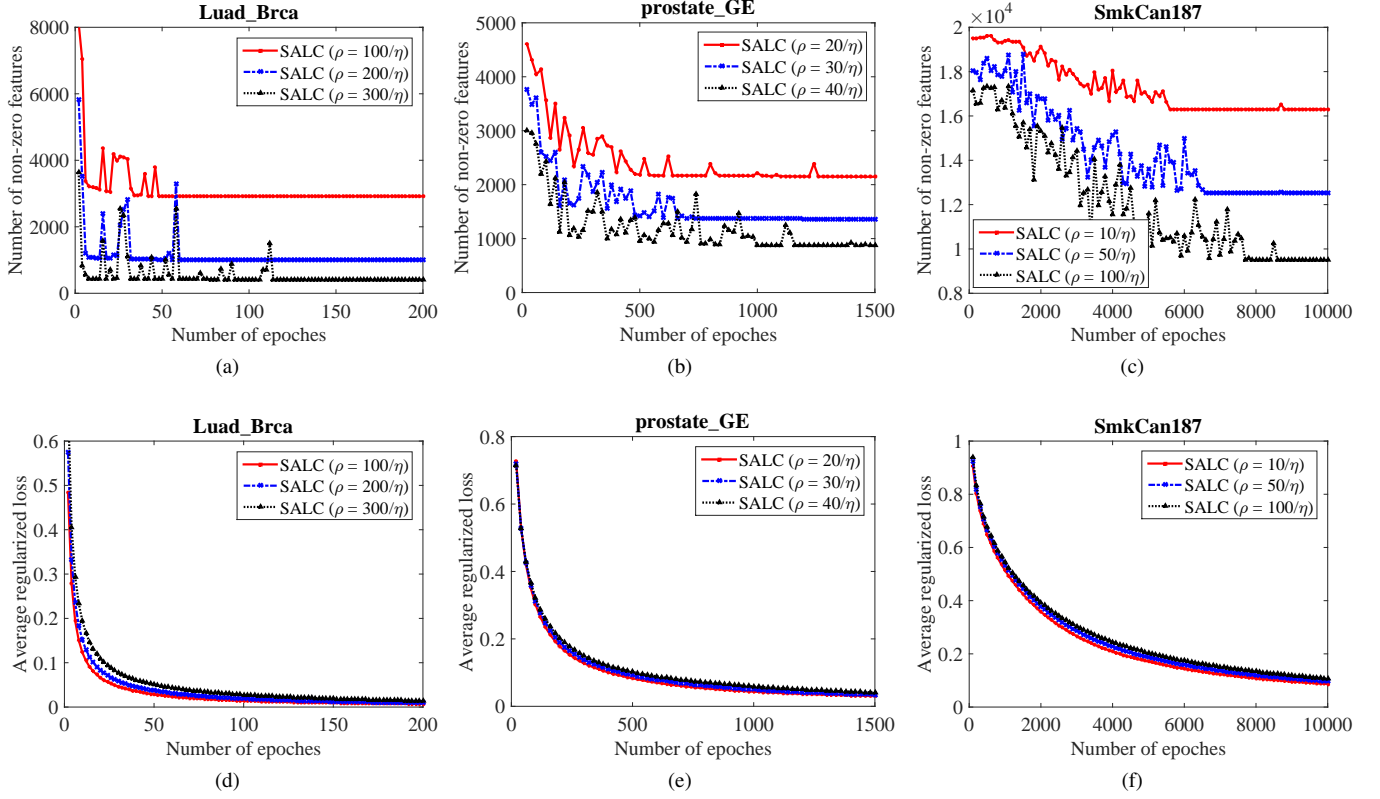 Luad_Brca
Number of non-zero features
8000
6000
4000
2000
0
SALC (ρ = 100/η)
SALC (ρ = 200/η)
SALC (ρ = 300/η)
0 50 100 150 200
Number of epoches
(a)
prostate_GE
Number of non-zero features
5000
4000
3000
2000
1000
0
SALC (ρ = 20/η)
SALC (ρ = 30/η)
SALC (ρ = 40/η)
0 500 1000 1500
Number of epoches
(b)
SmkCan187
×10⁴
Number of non-zero features
2
1.8
1.6
1.4
1.2
1
0.8
SALC (ρ = 10/η)
SALC (ρ = 50/η)
SALC (ρ = 100/η)
0 2000 4000 6000 8000 10000
Number of epoches
(c)
Luad_Brca
Average regularized loss
0.6
0.5
0.4
0.3
0.2
0.1
0
SALC (ρ = 100/η)
SALC (ρ = 200/η)
SALC (ρ = 300/η)
0 50 100 150 200
Number of epoches
(d)
prostate_GE
Average regularized loss
0.8
0.6
0.4
0.2
0
SALC (ρ = 20/η)
SALC (ρ = 30/η)
SALC (ρ = 40/η)
0 500 1000 1500
Number of epoches
(e)
SmkCan187
Average regularized loss
1
0.8
0.6
0.4
0.2
0
SALC (ρ = 10/η)
SALC (ρ = 50/η)
SALC (ρ = 100/η)
0 2000 4000 6000 8000 10000
Number of epoches
(f)